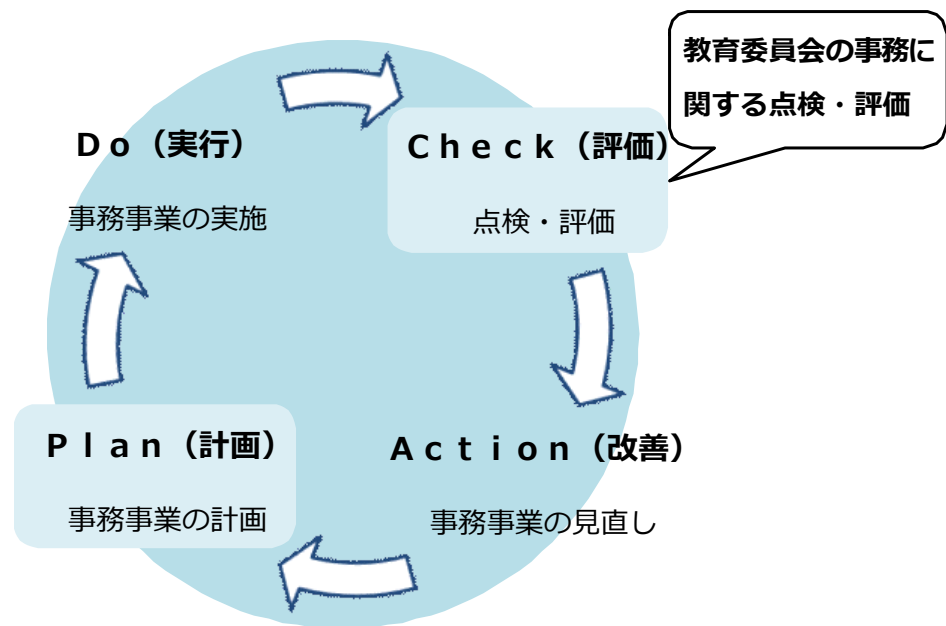 教育委員会の事務に
関する点検・評価
Ｄｏ（実行）
事務事業の実施
Ｃｈｅｃｋ（評価）
点検・評価
Ｐｌａｎ（計画）
事務事業の計画
Ａｃｔｉｏｎ（改善）
事務事業の見直し